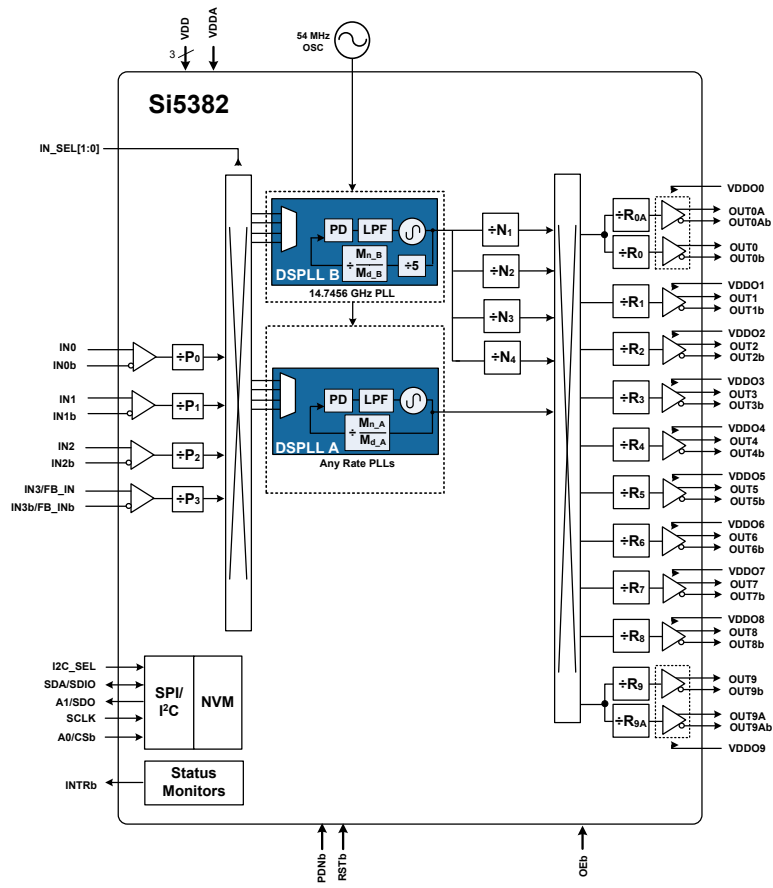 VDD
VDDA
3
54 MHz
OSC
Si5382
IN_SEL[1:0]
PD
LPF
÷ Mn_B
Md_B
÷5
DSPLL B
14.7456 GHz PLL
PD
LPF
÷ Mn_A
Md_A
DSPLL A
Any Rate PLLs
÷N1
÷N2
÷N3
÷N4
IN0
IN0b
÷P0
IN1
IN1b
÷P1
IN2
IN2b
÷P2
IN3/FB_IN
IN3b/FB_INb
÷P3
÷R0A
÷R0
÷R1
÷R2
÷R3
÷R4
÷R5
÷R6
÷R7
÷R8
÷R9
÷R9A
VDDO0
OUT0A
OUT0Ab
OUT0
OUT0b
VDDO1
OUT1
OUT1b
VDDO2
OUT2
OUT2b
VDDO3
OUT3
OUT3b
VDDO4
OUT4
OUT4b
VDDO5
OUT5
OUT5b
VDDO6
OUT6
OUT6b
VDDO7
OUT7
OUT7b
VDDO8
OUT8
OUT8b
OUT9
OUT9b
OUT9A
OUT9Ab
VDDO9
I2C_SEL
SDA/SDIO
A1/SDO
SCLK
A0/CSb
SPI/
I²C
NVM
INTRb
Status
Monitors
PDNb
RSTb
OEb